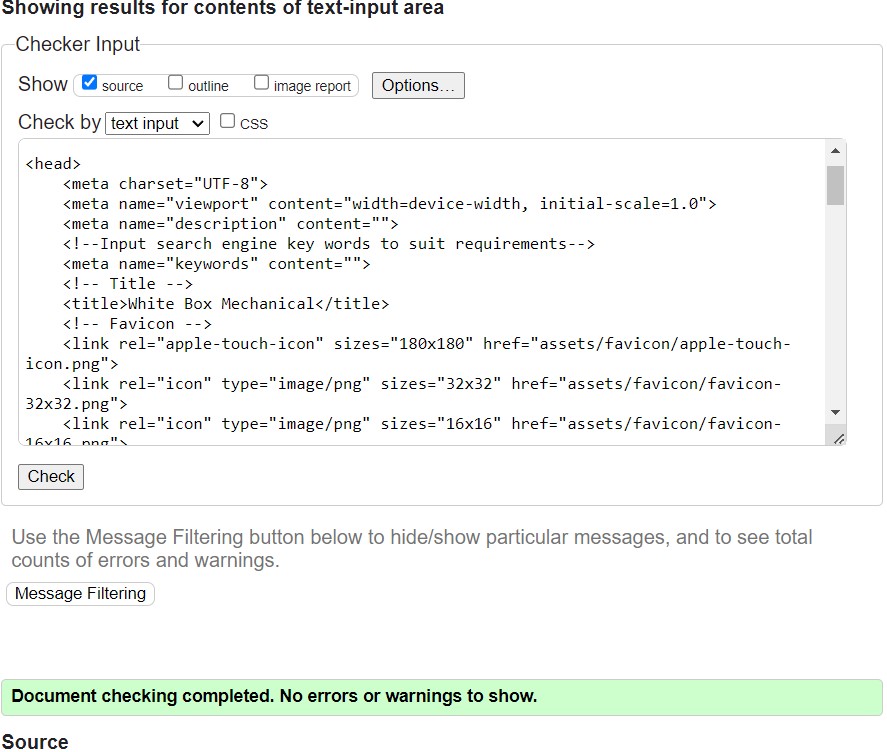 Showing results for contents of text-input area
Checker Input
Show source outline image report Options...
Check by text input CSS
<head>
<meta charset="UTF-8">
<meta name="viewport" content="width=device-width, initial-scale=1.0">
<meta name="description" content="">
<!--Input search engine key words to suit requirements-->
<meta name="keywords" content="">
<!-- Title -->
<title>White Box Mechanical</title>
<!-- Favicon -->
<link rel="apple-touch-icon" sizes="180x180" href="assets/favicon/apple-touch-
icon.png">
<link rel="icon" type="image/png" sizes="32x32" href="assets/favicon/favicon-
32x32.png">
<link rel="icon" type="image/png" sizes="16x16" href="assets/favicon/favicon-
16x16.png">
Check
Use the Message Filtering button below to hide/show particular messages, and to see total
counts of errors and warnings.
Message Filtering
Document checking completed. No errors or warnings to show.
Source